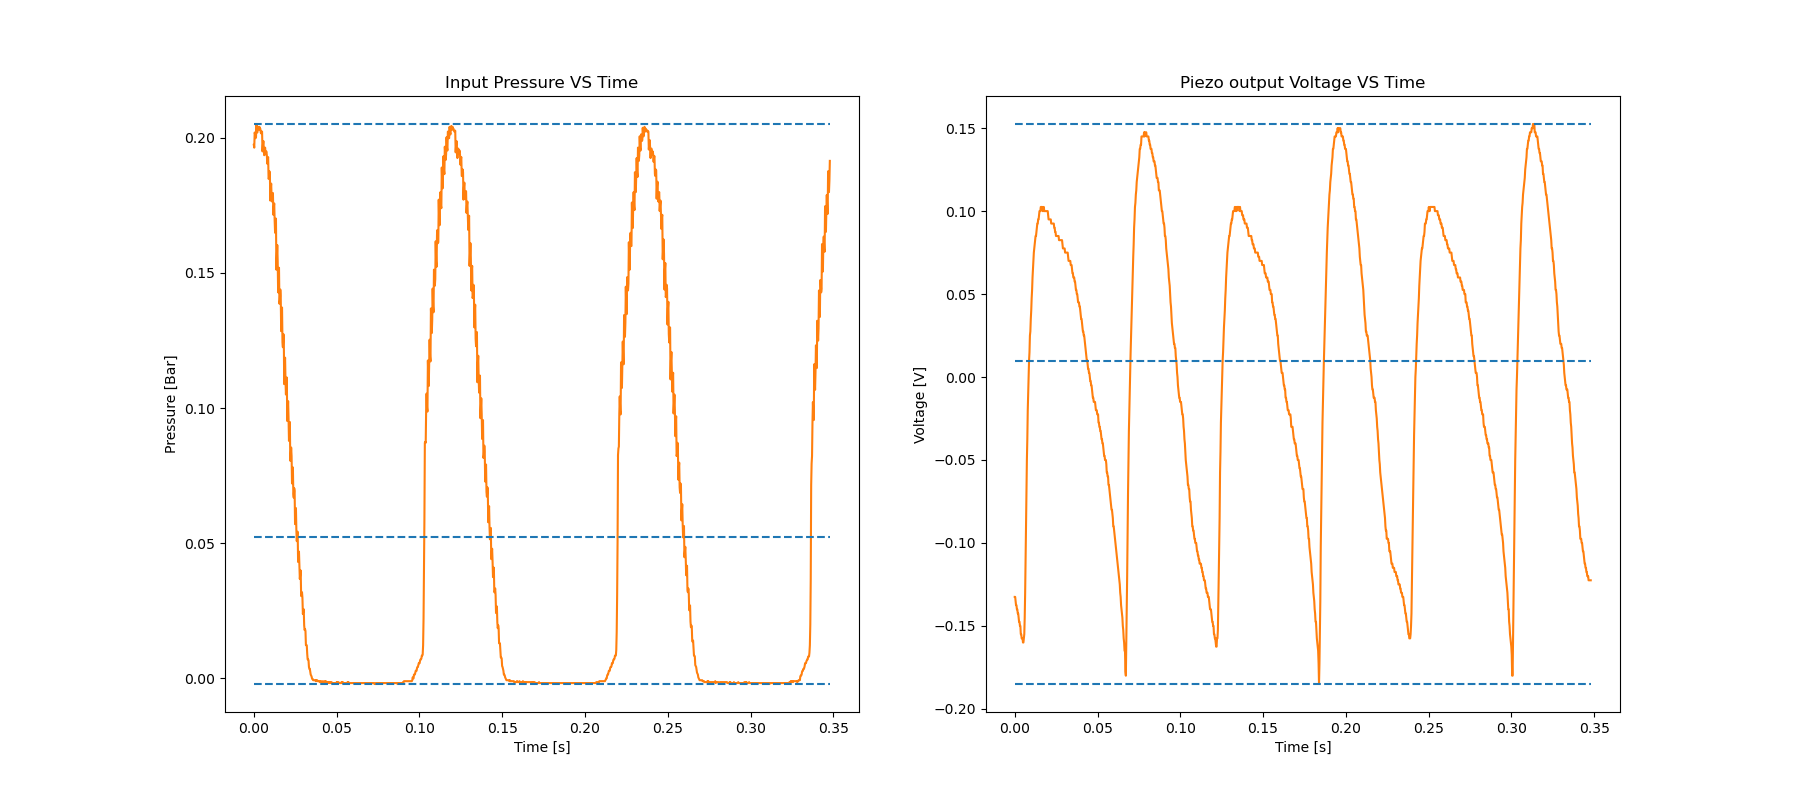 Input Pressure VS Time
Pressure [Bar]
0.20
0.15
0.10
0.05
0.00
0.00 0.05 0.10 0.15 0.20 0.25 0.30 0.35
Time [s]
Piezo output Voltage VS Time
Voltage [V]
0.15
0.10
0.05
0.00
−0.05
−0.10
−0.15
−0.20
0.00 0.05 0.10 0.15 0.20 0.25 0.30 0.35
Time [s]